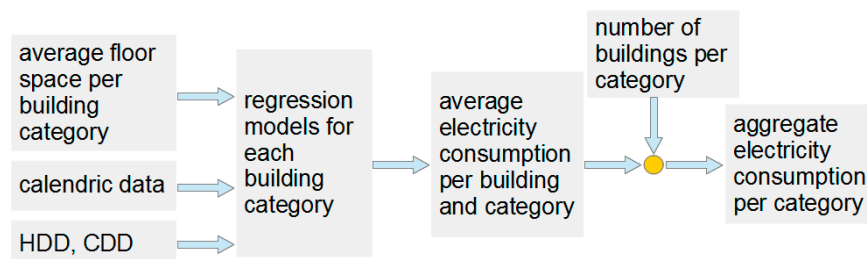 average floor
space per
building
category
calendric data
HDD, CDD
regression
models for
each
building
category
average
electricity
consumption
per building
and category
number of
buildings per
category
aggregate
electricity
consumption
per category